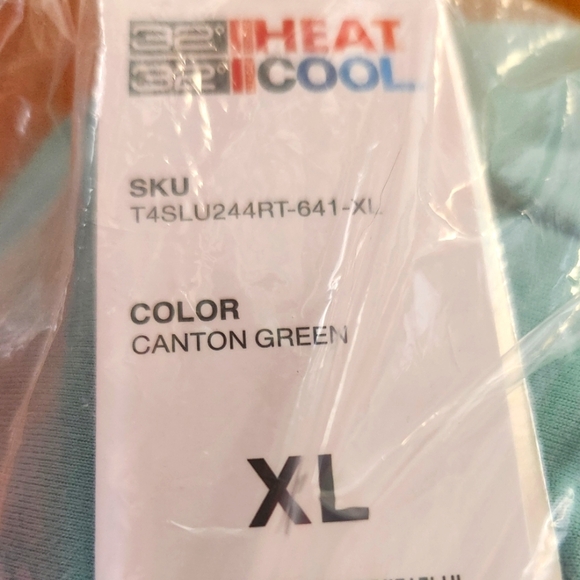 32° HEAT
32° COOL
SKU
T4SLU244RT-641-XL
COLOR
CANTON GREEN
XL